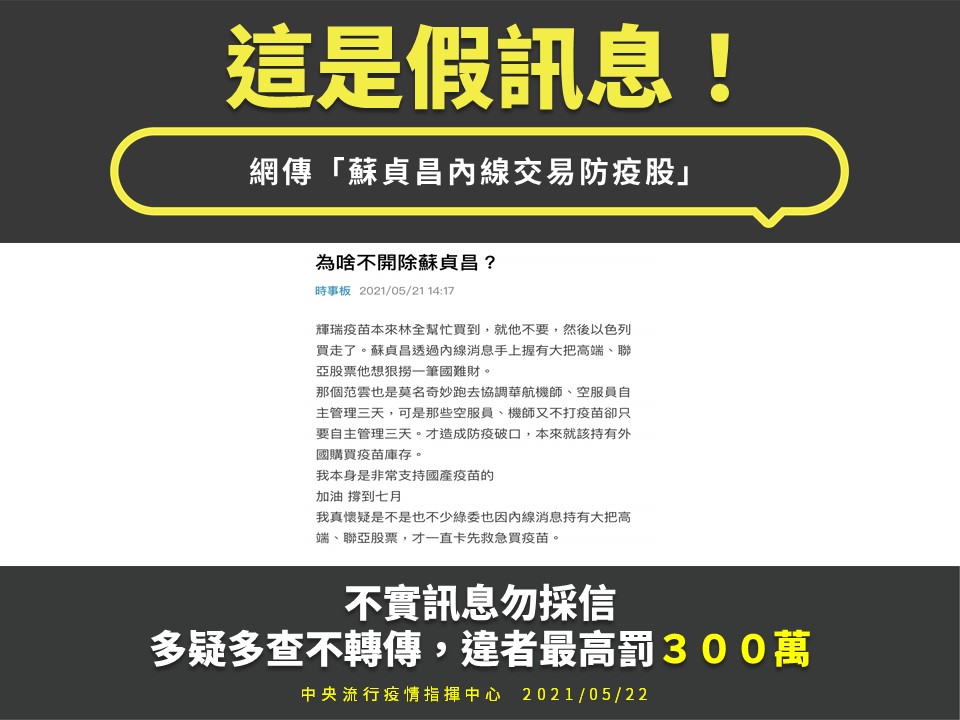 這是假訊息！
網傳「蘇貞昌內線交易防疫股」
為啥不開除蘇貞昌？
時事板 2021/05/21 14:17
輝瑞疫苗本來林全幫忙買到，就他不要，然後以色列
買走了。蘇貞昌透過內線消息手上握有大把高端、聯
亞股票他想狠撈一筆國難財。
那個范雲也是莫名奇妙跑去協調華航機師、空服員自
主管理三天，可是那些空服員、機師又不打疫苗卻只
要自主管理三天。才造成防疫破口，本來就該持有外
國購買疫苗庫存。
我本身是非常支持國產疫苗的
加油 撐到七月
我真懷疑是不是也不少綠委也因內線消息持有大把高
端、聯亞股票，才一直卡先救急買疫苗。
不實訊息勿採信
多疑多查不轉傳，違者最高罰３００萬
中央流行疫情指揮中心 2021/05/22